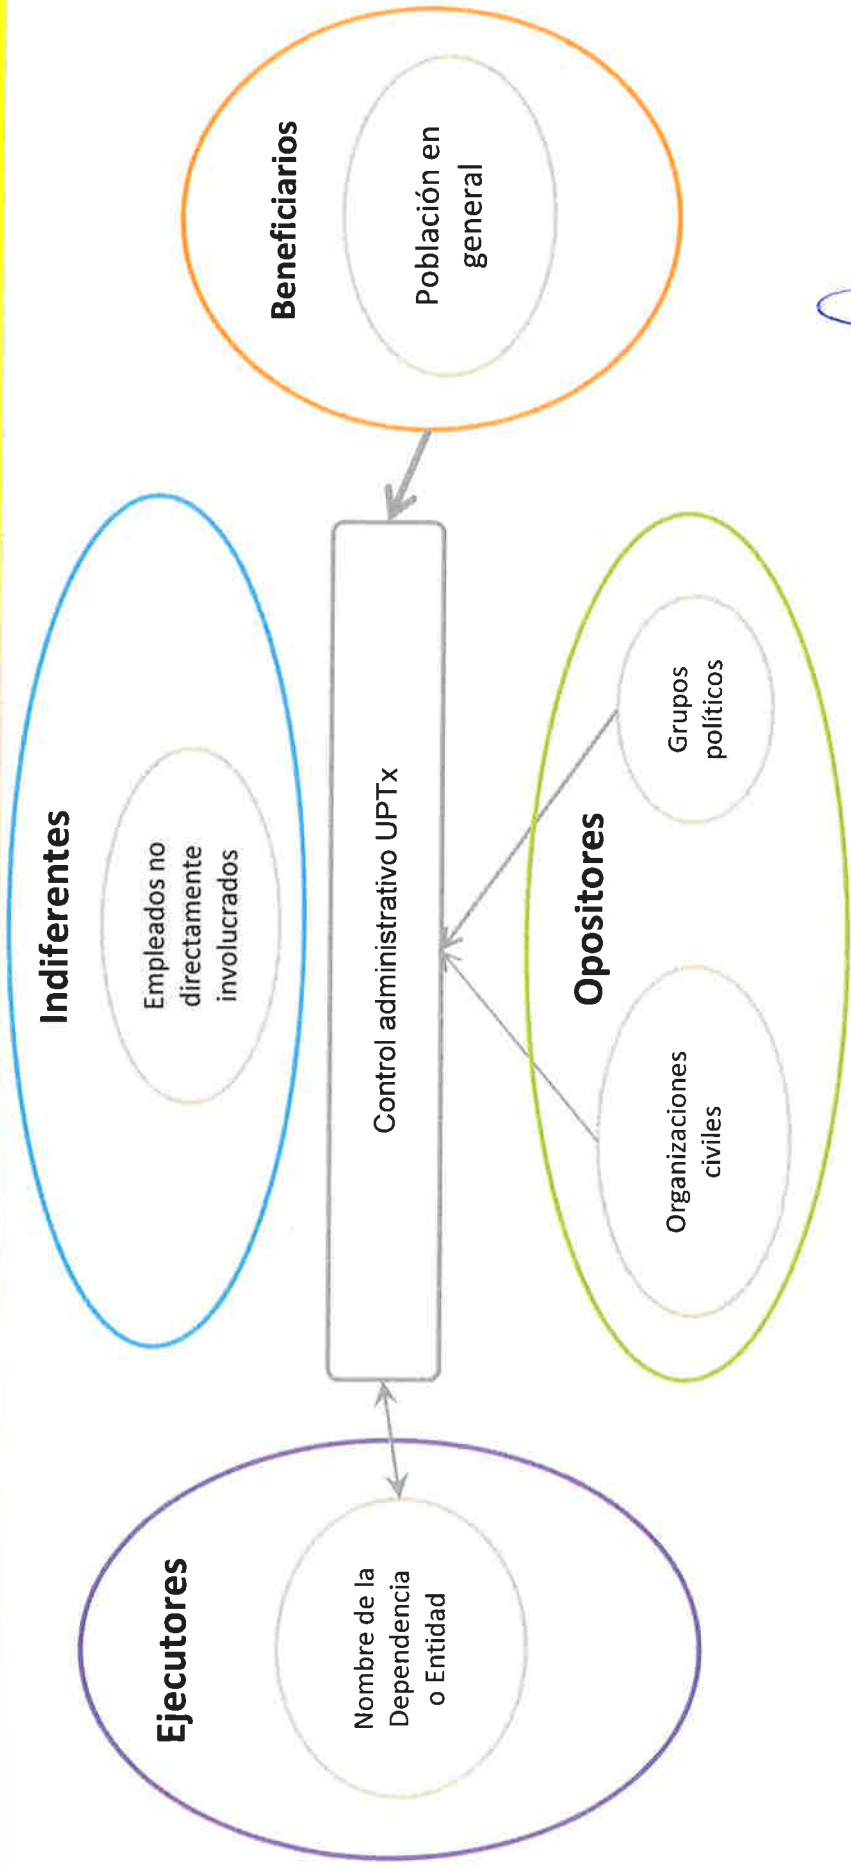 Indiferentes
Empleados no
directamente
involucrados
Ejecutores
Nombre de la
Dependencia
o Entidad
Control administrativo UPTx
Beneficiarios
Población en
general
Opositores
Organizaciones
civiles
Grupos
políticos